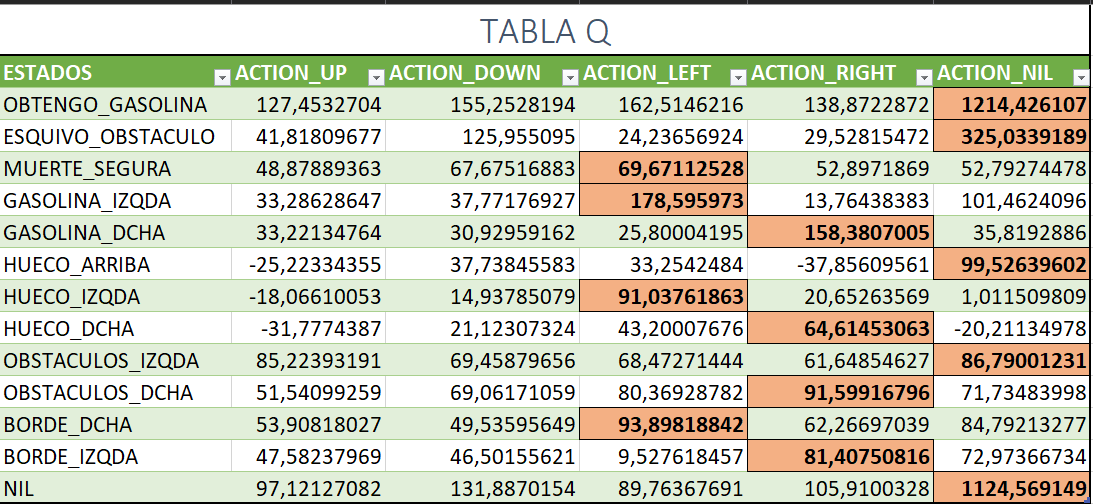 TABLA Q
ESTADOS ACTION_UP ACTION_DOWN ACTION_LEFT ACTION_RIGHT ACTION_NIL
OBTENGO_GASOLINA 127,4532704 155,2528194 162,5146216 138,8722872 1214,426107
ESQUIVO_OBSTACULO 41,81809677 125,955095 24,23656924 29,52815472 325,0339189
MUERTE_SEGURA 48,87889363 67,67516883 69,67112528 52,8971869 52,79274478
GASOLINA_IZQDA 33,28628647 37,77176927 178,595973 13,76438383 101,4624096
GASOLINA_DCHA 33,22134764 30,92959162 25,80004195 158,3807005 35,8192886
HUECO_ARRIBA -25,22334355 37,73845583 33,2542484 -37,85609561 99,52639602
HUECO_IZQDA -18,06610053 14,93785079 91,03761863 20,65263569 1,011509809
HUECO_DCHA -31,7774387 21,12307324 43,20007676 64,61453063 -20,21134978
OBSTACULOS_IZQDA 85,22393191 69,45879656 68,47271444 61,64854627 86,79001231
OBSTACULOS_DCHA 51,54099259 69,06171059 80,36928782 91,59916796 71,73483998
BORDE_DCHA 53,90818027 49,53595649 93,89818842 62,26697039 84,79213277
BORDE_IZQDA 47,58237969 46,50155621 9,527618457 81,40750816 72,97366734
NIL 97,12127082 131,8870154 89,76367691 105,9100328 1124,569149